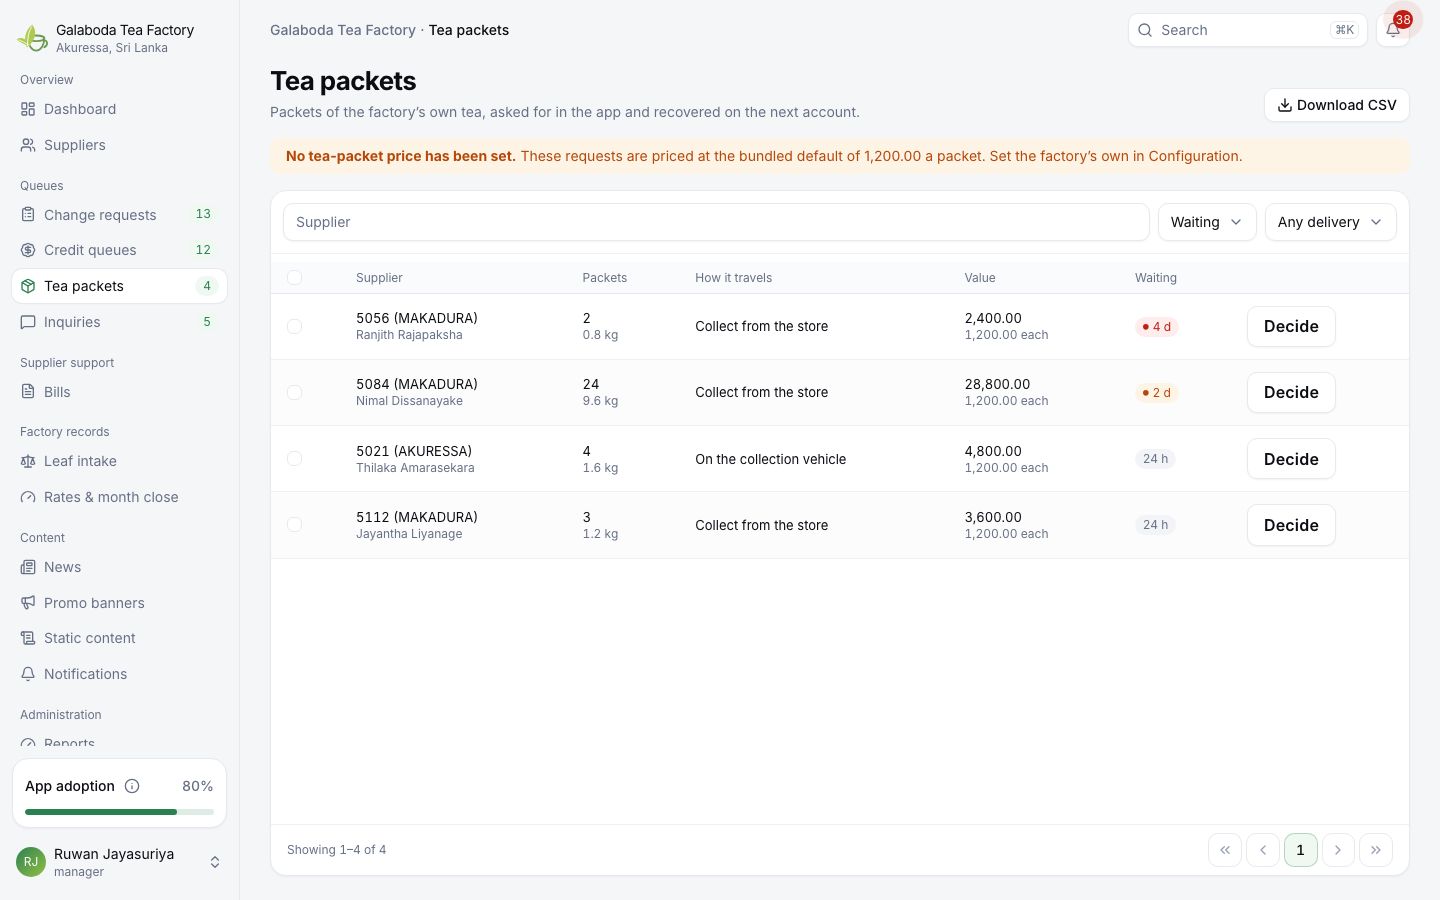 Galaboda Tea Factory
Akuressa, Sri Lanka
Overview
Dashboard
Suppliers
Queues
Change requests 13
Credit queues 12
Tea packets 4
Inquiries 5
Supplier support
Bills
Factory records
Leaf intake
Rates & month close
Content
News
Promo banners
Static content
Notifications
Administration
Reports
App adoption 80%
RJ
Ruwan Jayasuriya
manager
Galaboda Tea Factory · Tea packets
Search ⌘K
38
Tea packets
Packets of the factory’s own tea, asked for in the app and recovered on the next account.
Download CSV
No tea-packet price has been set. These requests are priced at the bundled default of 1,200.00 a packet. Set the factory’s own in Configuration.
Supplier
Waiting
Any delivery
Supplier Packets How it travels Value Waiting
5056 (MAKADURA) 2 Collect from the store 2,400.00 4 d Decide
Ranjith Rajapaksha 0.8 kg 1,200.00 each
5084 (MAKADURA) 24 Collect from the store 28,800.00 2 d Decide
Nimal Dissanayake 9.6 kg 1,200.00 each
5021 (AKURESSA) 4 On the collection vehicle 4,800.00 24 h Decide
Thilaka Amarasekara 1.6 kg 1,200.00 each
5112 (MAKADURA) 3 Collect from the store 3,600.00 24 h Decide
Jayantha Liyanage 1.2 kg 1,200.00 each
Showing 1–4 of 4
1